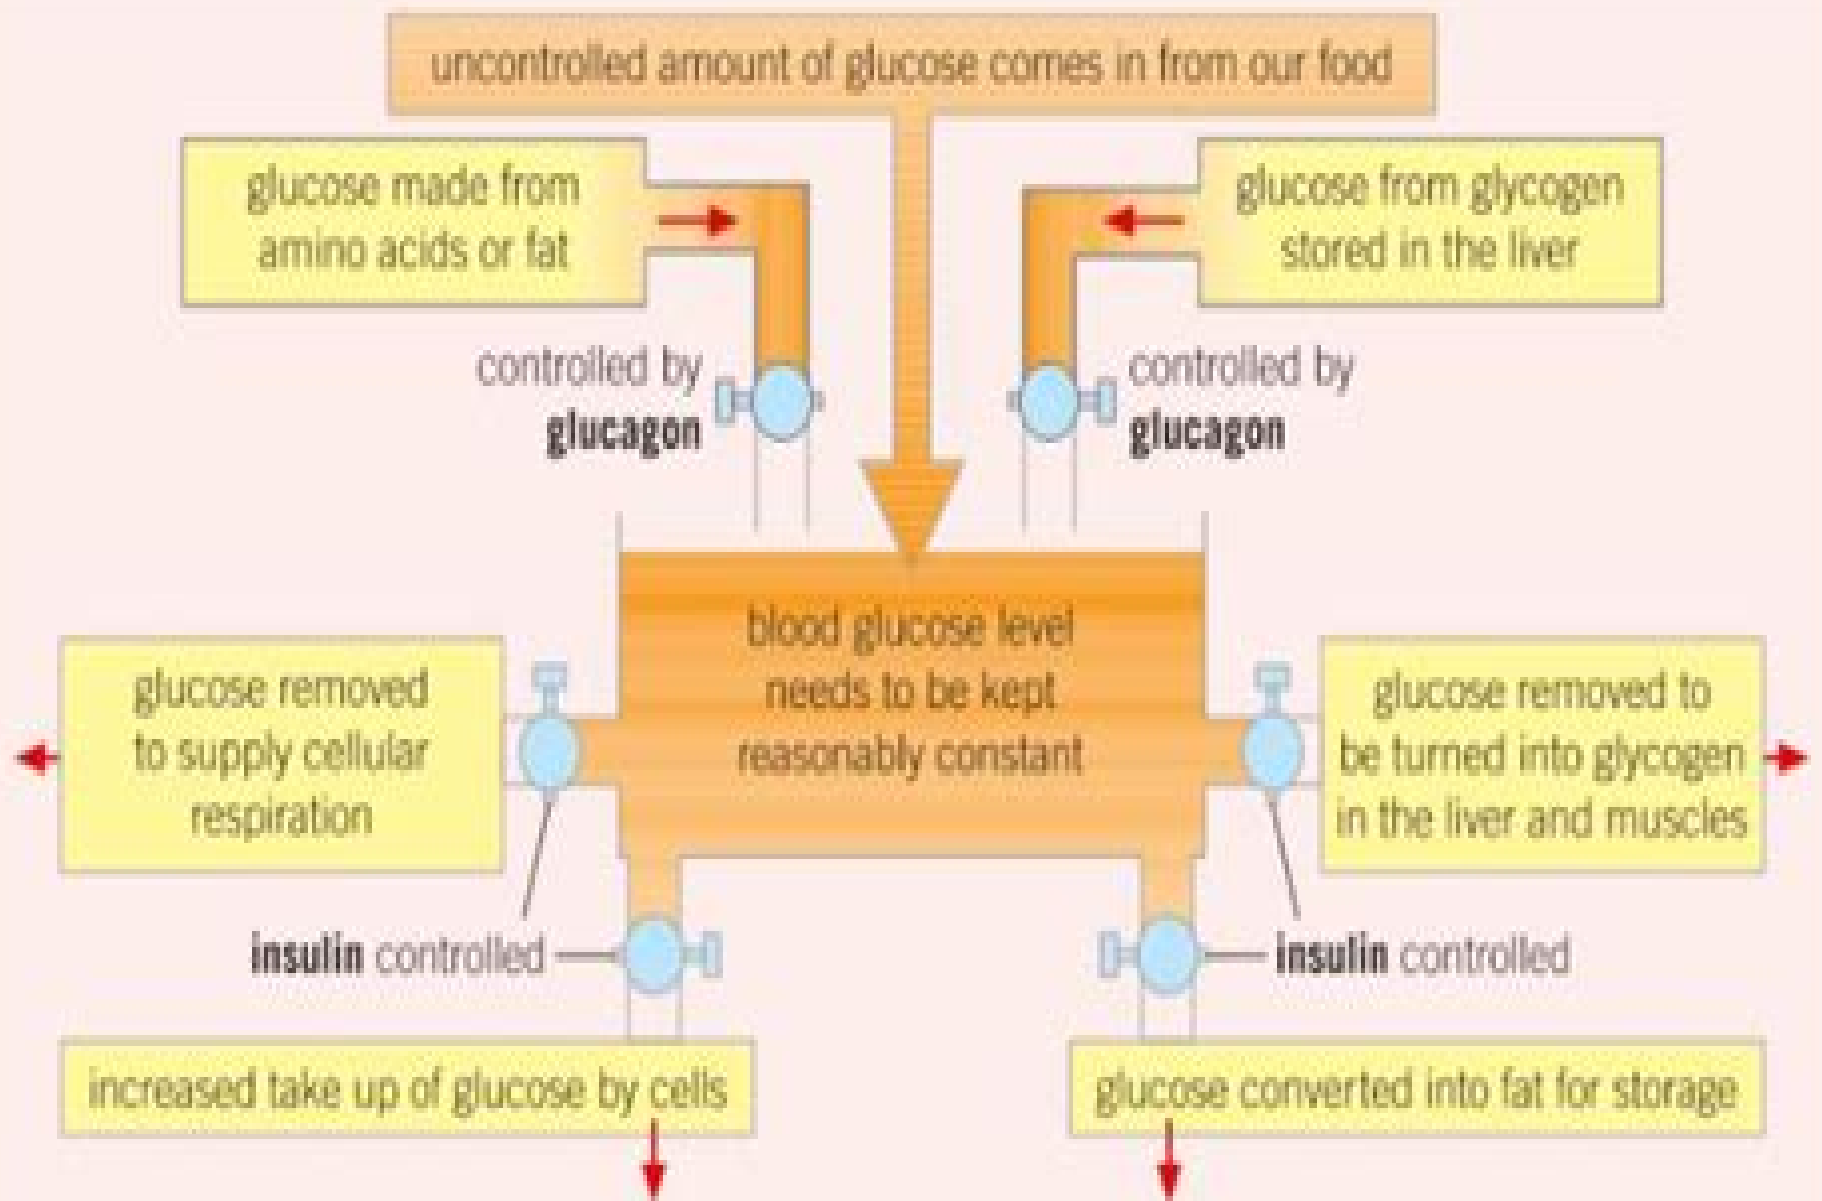 uncontrolled amount of glucose comes in from our food
glucose made from
amino acids or fat
glucose from glycogen
stored in the liver
controlled by
glucagon
controlled by
glucagon
blood glucose level
needs to be kept
reasonably constant
glucose removed
to supply cellular
respiration
glucose removed to
be turned into glycogen
in the liver and muscles
insulin controlled
insulin controlled
increased take up of glucose by cells
glucose converted into fat for storage